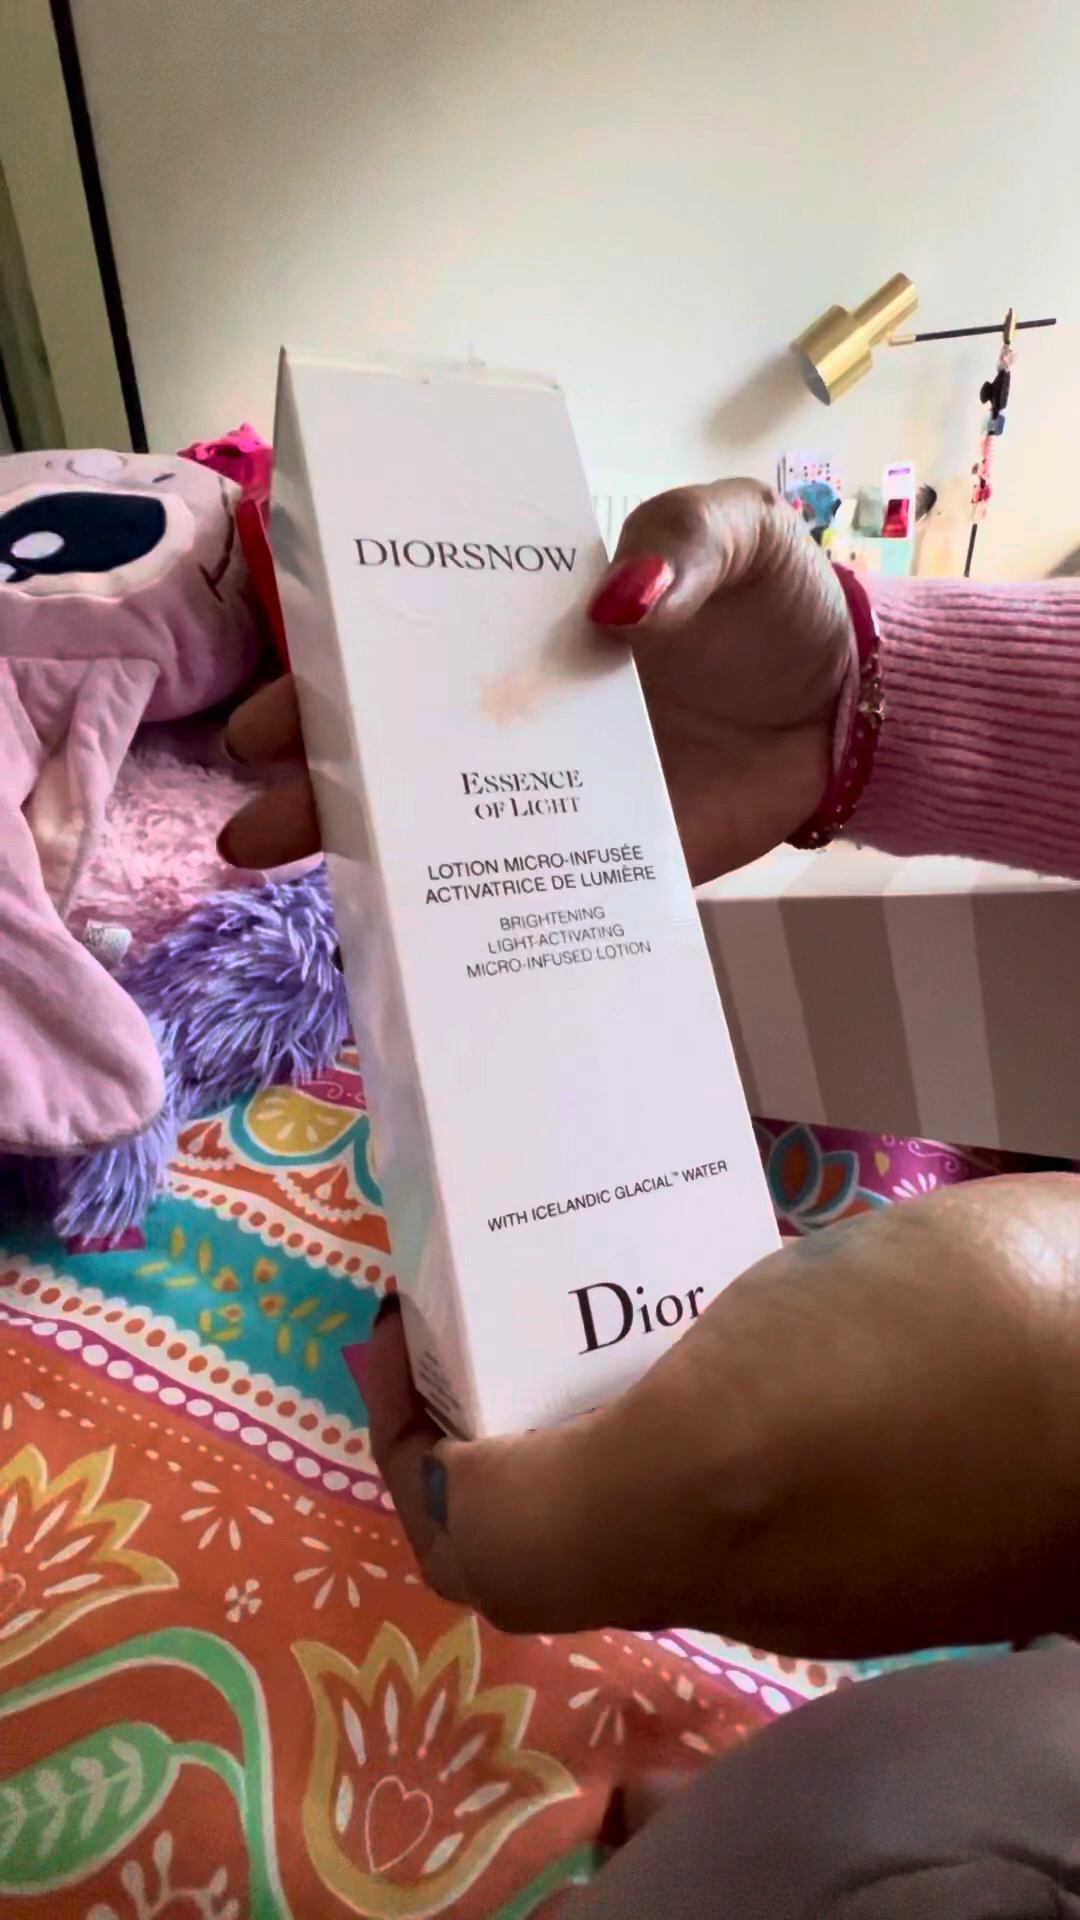 DIORSNOW
ESSENCE
OF LIGHT
LOTION MICRO-INFUSÉE
ACTIVATRICE DE LUMIÈRE
BRIGHTENING
LIGHT-ACTIVATING
MICRO-INFUSED LOTION
WITH ICELANDIC GLACIAL™ WATER
Dior